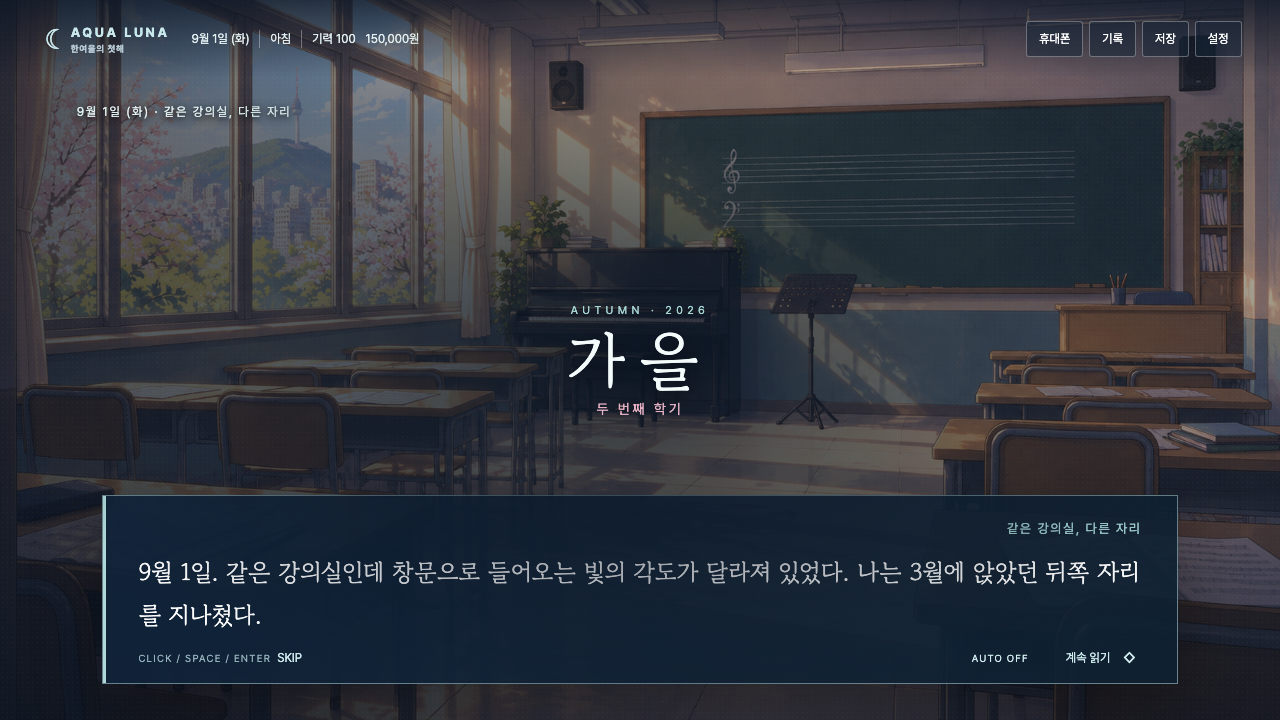 AQUA LUNA
한여울의 첫해
9월 1일 (화)
아침
기력 100
150,000원
휴대폰
기록
저장
설정
9월 1일 (화) · 같은 강의실, 다른 자리
AUTUMN · 2026
가을
두 번째 학기
같은 강의실, 다른 자리
9월 1일. 같은 강의실인데 창문으로 들어오는 빛의 각도가 달라져 있었다. 나는 3월에 앉았던 뒤쪽 자리
를 지나쳤다.
CLICK / SPACE / ENTER SKIP
AUTO OFF
계속 읽기